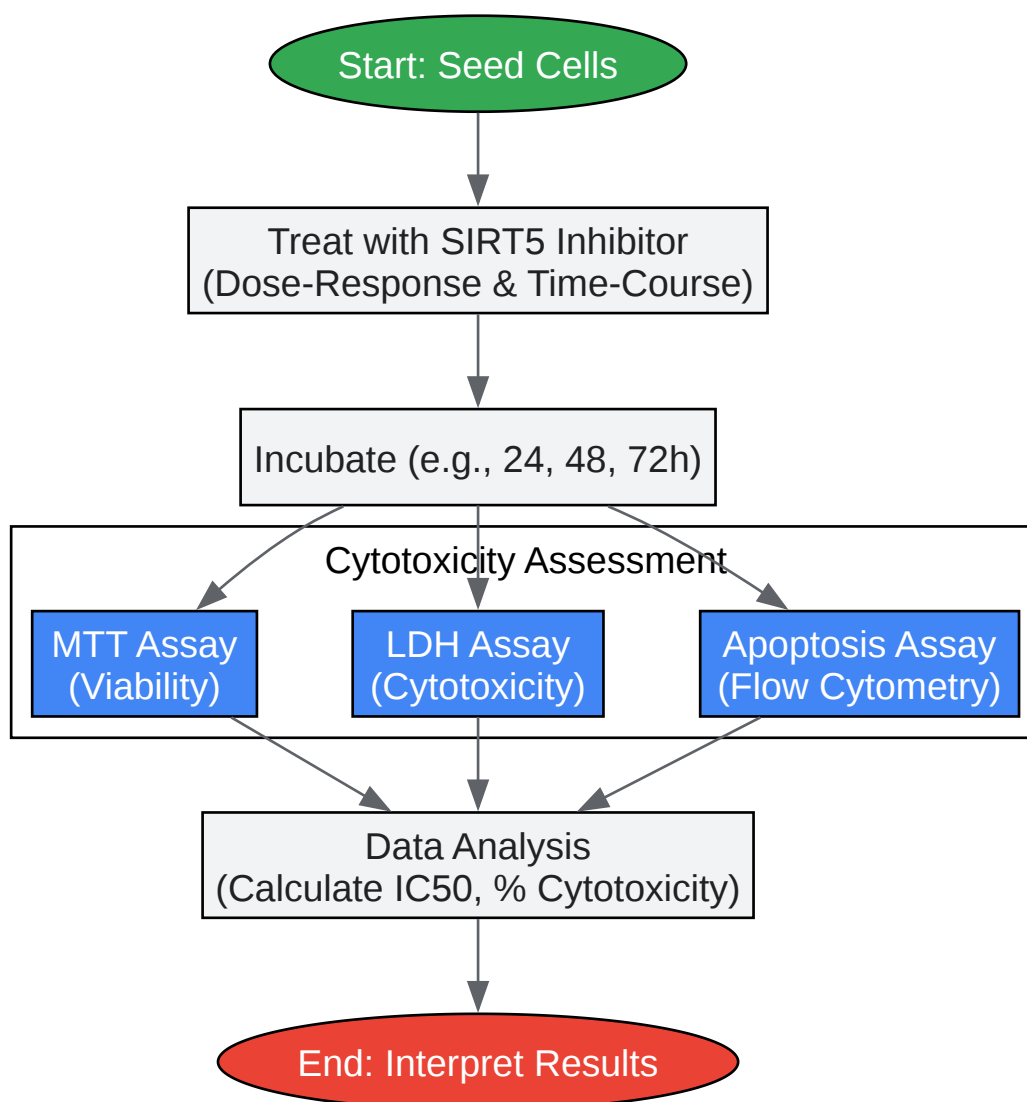 Start: Seed Cells
Treat with SIRT5 Inhibitor
(Dose-Response & Time-Course)
Incubate (e.g., 24, 48, 72h)
Cytotoxicity Assessment
MTT Assay
(Viability)
LDH Assay
(Cytotoxicity)
Apoptosis Assay
(Flow Cytometry)
Data Analysis
(Calculate IC50, % Cytotoxicity)
End: Interpret Results